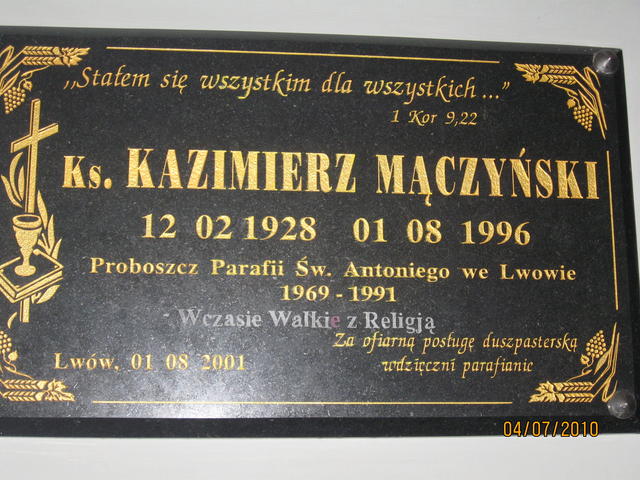 ,,Stałem się wszystkim dla wszystkich..."
1 Kor 9,22
Ks. KAZIMIERZ MĄCZYŃSKI
12 02 1928 01 08 1996
Proboszcz Parafii Św. Antoniego we Lwowie
1969 - 1991
- Wczasie Walkie z Religją
Za ofiarną posługę duszpasterską
wdzięczni parafianie
Lwów, 01 08 2001
04/07/2010